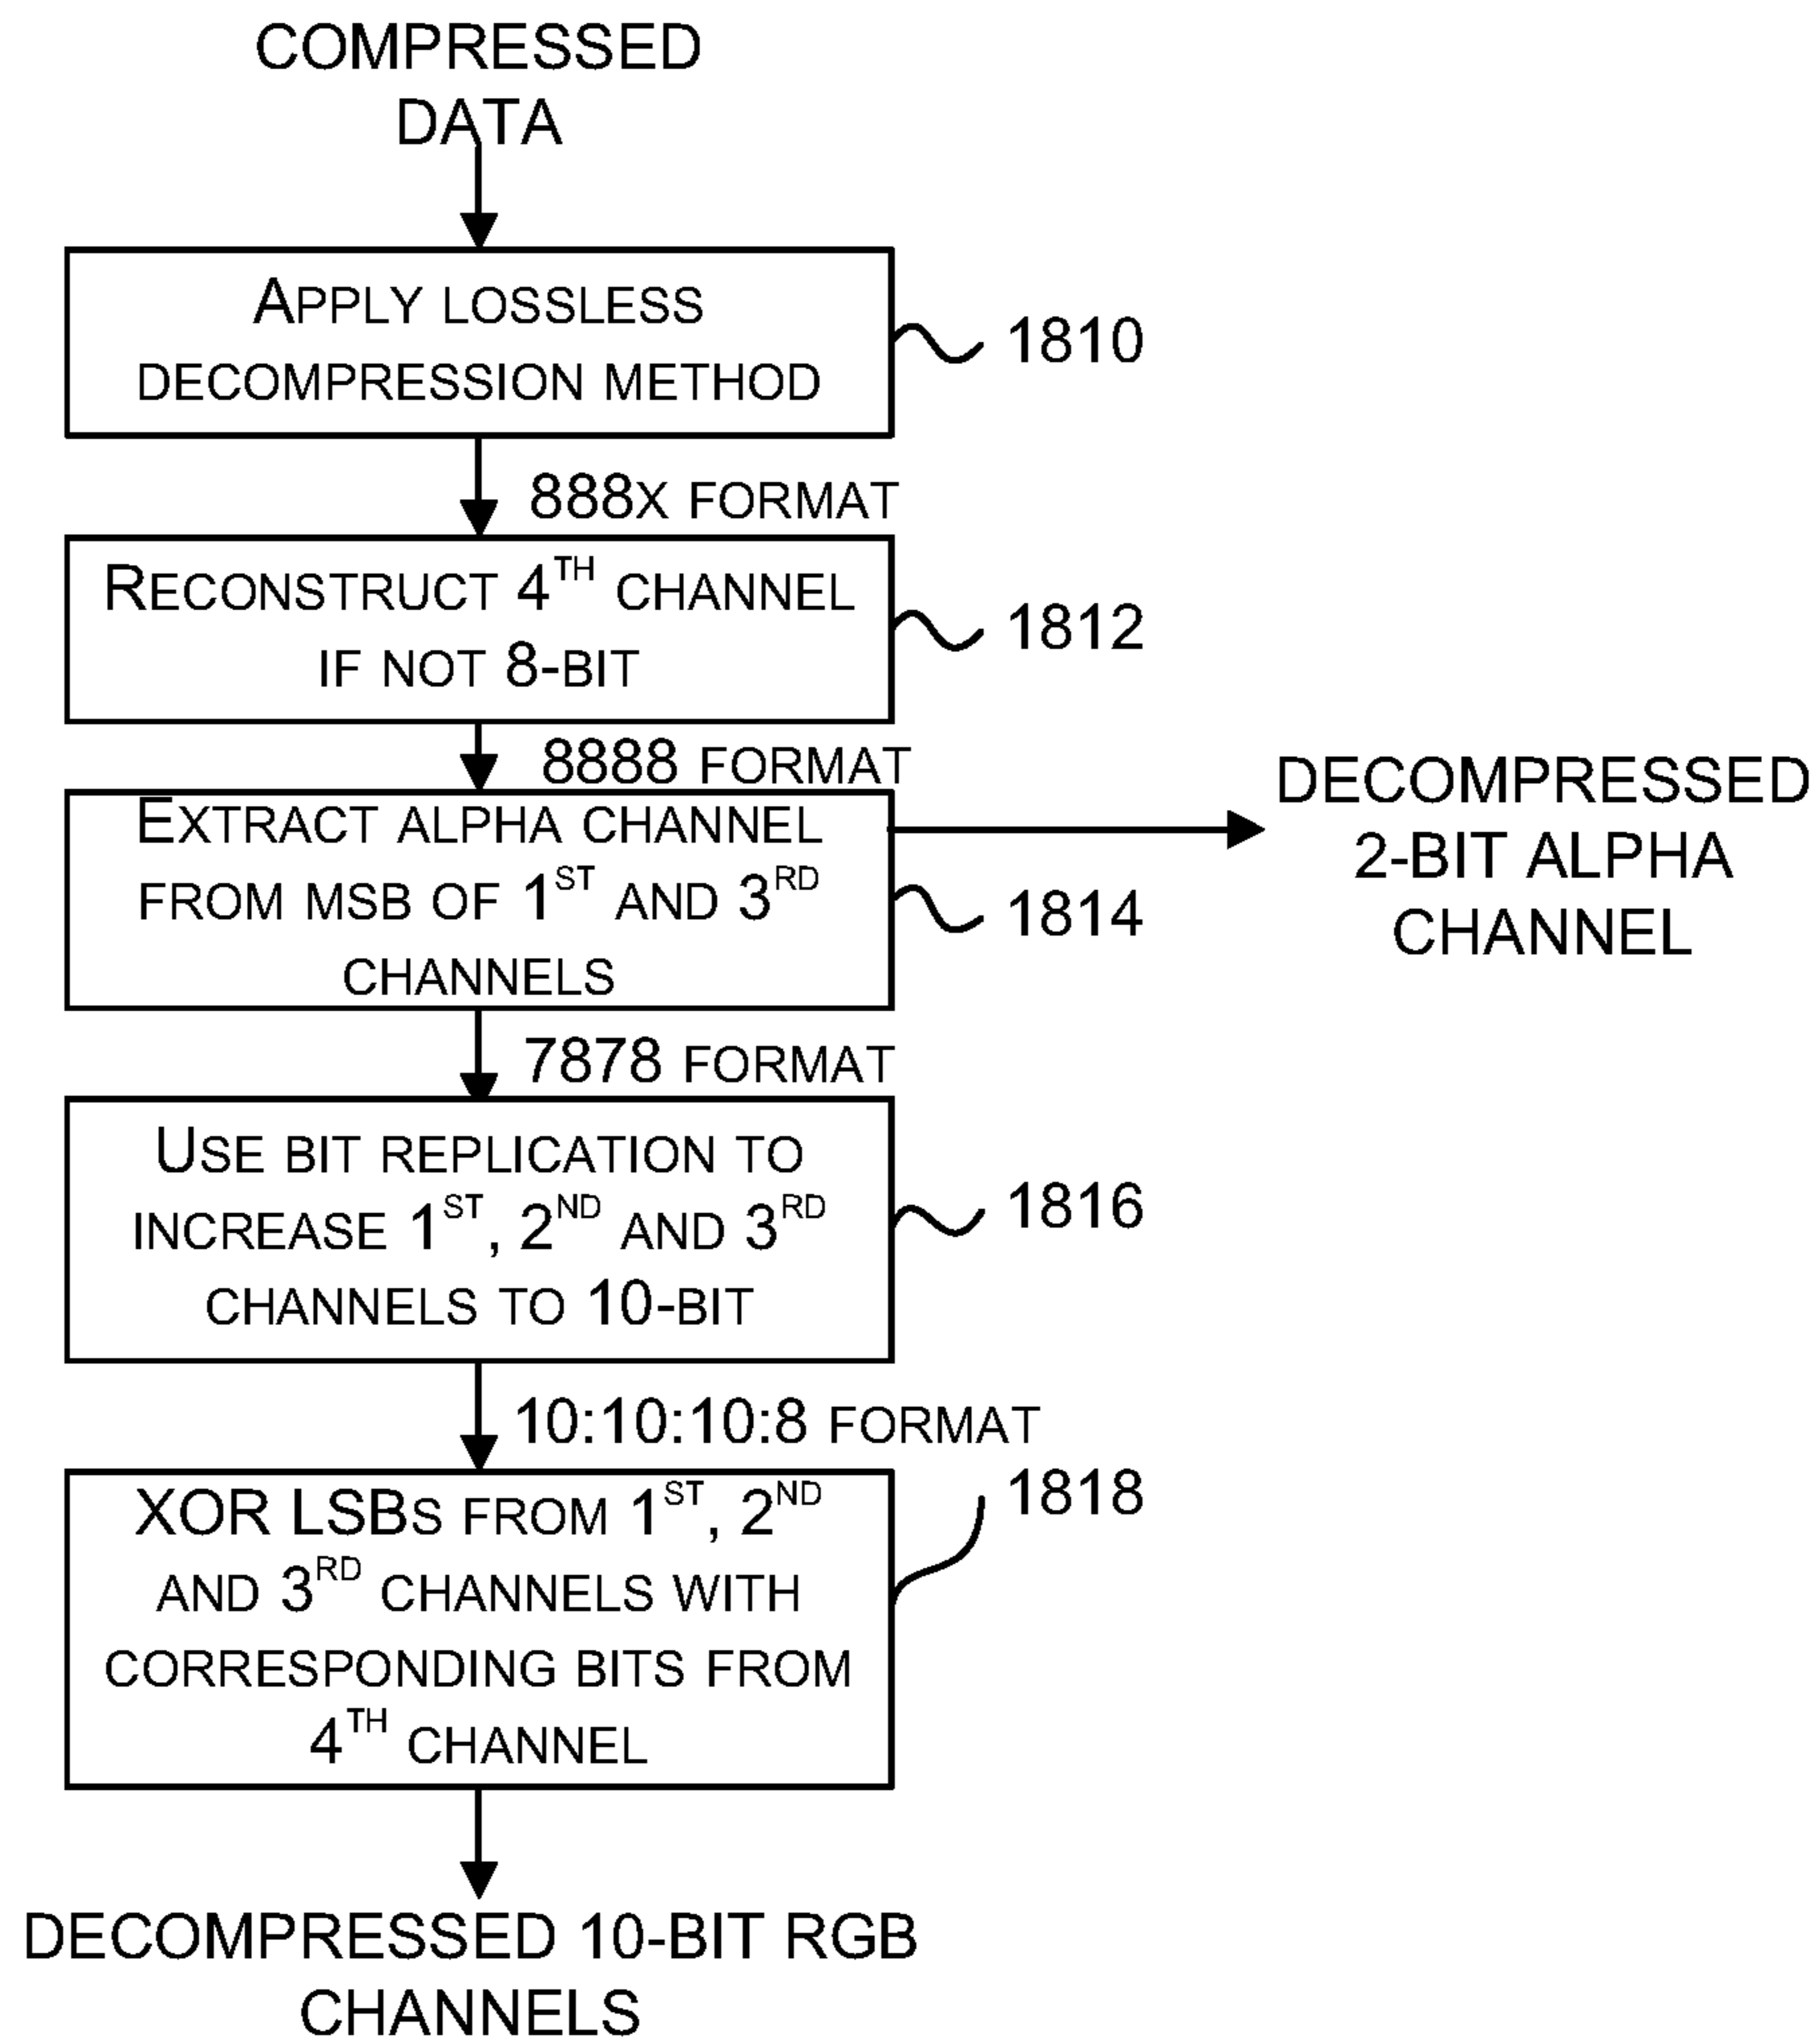 COMPRESSED
DATA
APPLY LOSSLESS
DECOMPRESSION METHOD
1810
888X FORMAT
RECONSTRUCT 4TH CHANNEL
IF NOT 8-BIT
1812
8888 FORMAT
EXTRACT ALPHA CHANNEL
FROM MSB OF 1ST AND 3RD
CHANNELS
1814
DECOMPRESSED
2-BIT ALPHA
CHANNEL
7878 FORMAT
USE BIT REPLICATION TO
INCREASE 1ST, 2ND AND 3RD
CHANNELS TO 10-BIT
1816
10:10:10:8 FORMAT
XOR LSBS FROM 1ST, 2ND
AND 3RD CHANNELS WITH
CORRESPONDING BITS FROM
4TH CHANNEL
1818
DECOMPRESSED 10-BIT RGB
CHANNELS